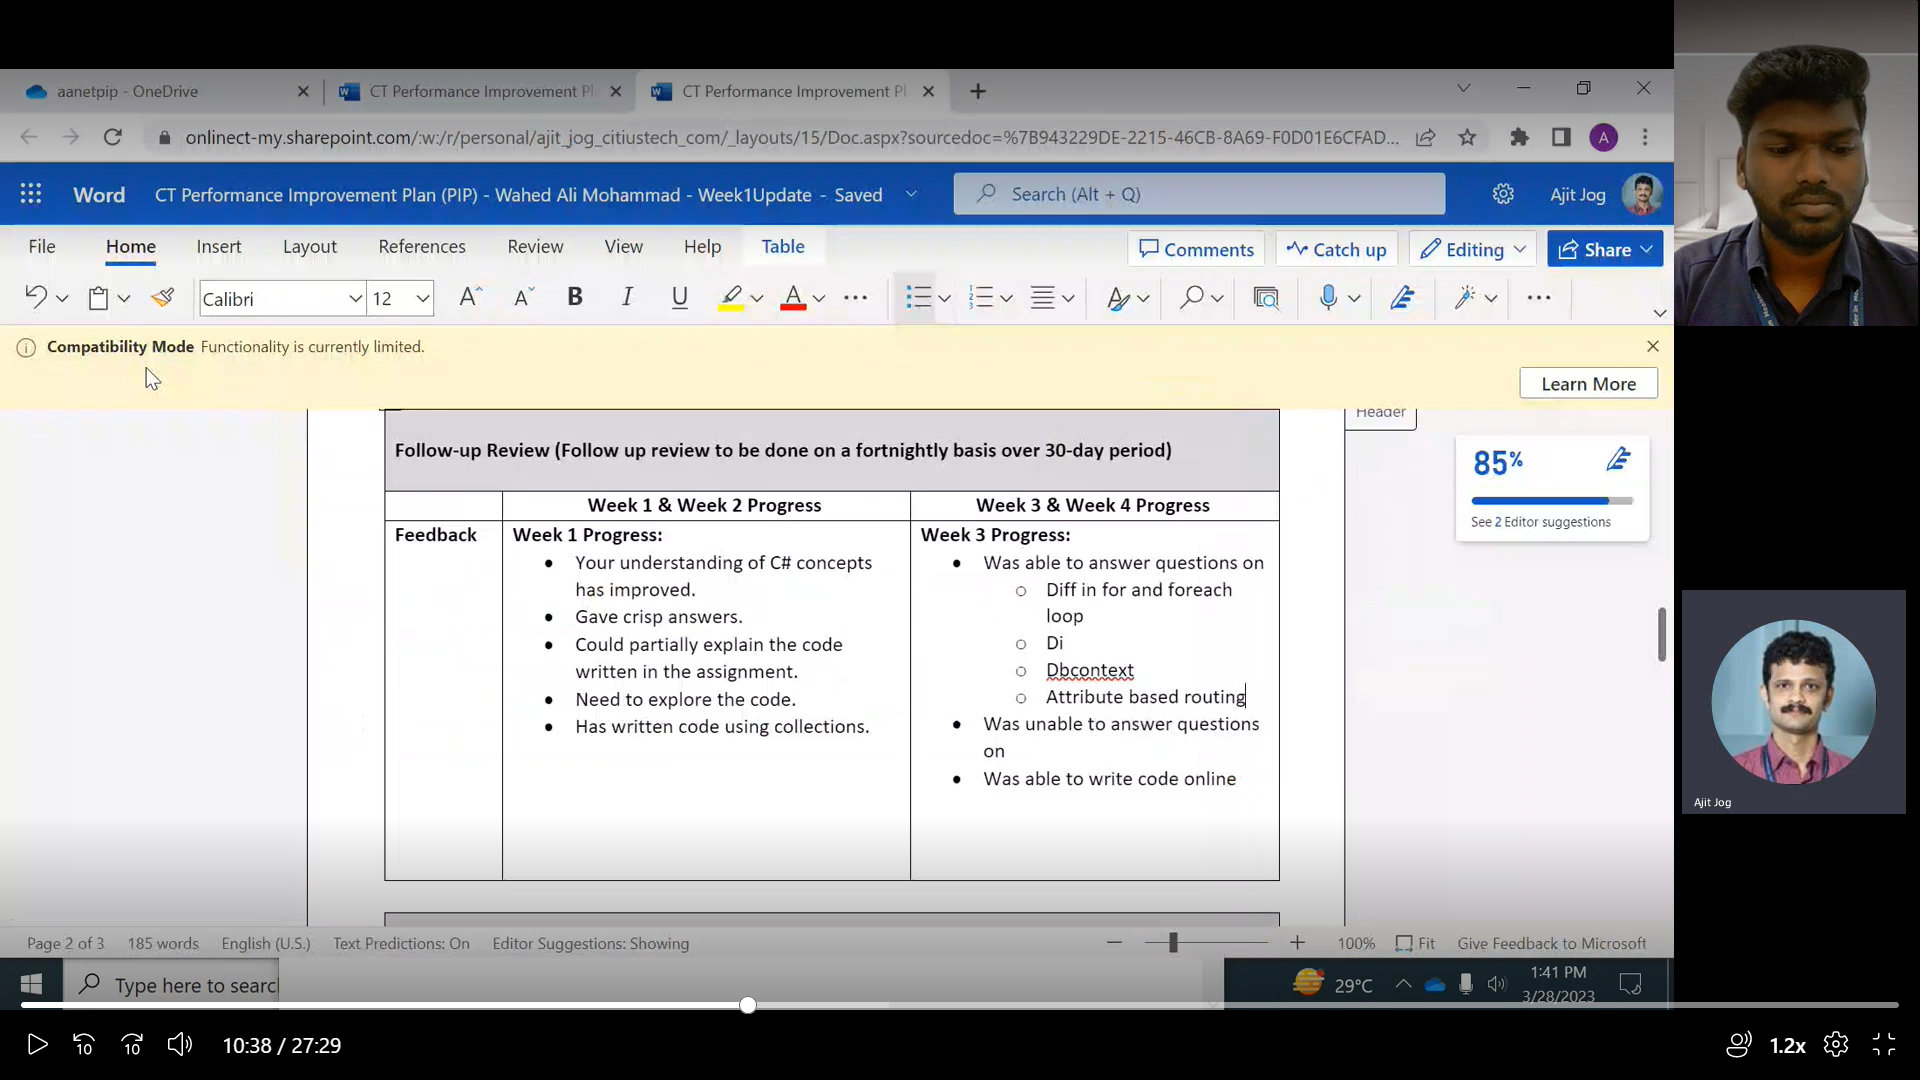 aanetpip - OneDrive
CT Performance Improvement Pl
CT Performance Improvement Pl
onlinect-my.sharepoint.com/:w:/r/personal/ajit_jog_citiustech_com/_layouts/15/Doc.aspx?sourcedoc=%7B943229DE-2215-46CB-8A69-F0D01E6CFAD...
A
Word
CT Performance Improvement Plan (PIP) - Wahed Ali Mohammad - Week1Update - Saved
Search (Alt + Q)
Ajit Jog
File Home Insert Layout References Review View Help Table
Comments Catch up Editing Share
Calibri 12
B I U A
Compatibility Mode Functionality is currently limited.
Learn More
Header
Follow-up Review (Follow up review to be done on a fortnightly basis over 30-day period)
85%
See 2 Editor suggestions
Week 1 & Week 2 Progress
Week 3 & Week 4 Progress
Feedback
Week 1 Progress:
Your understanding of C# concepts
has improved.
Gave crisp answers.
Could partially explain the code
written in the assignment.
Need to explore the code.
Has written code using collections.
Week 3 Progress:
Was able to answer questions on
Diff in for and foreach
loop
Di
Dbcontext
Attribute based routing
Was unable to answer questions
on
Was able to write code online
Ajit Jog
Page 2 of 3 185 words English (U.S.) Text Predictions: On Editor Suggestions: Showing
100% Fit Give Feedback to Microsoft
Type here to searc
29°C
1:41 PM
3/28/2023
10 10
10:38 / 27:29
1.2x